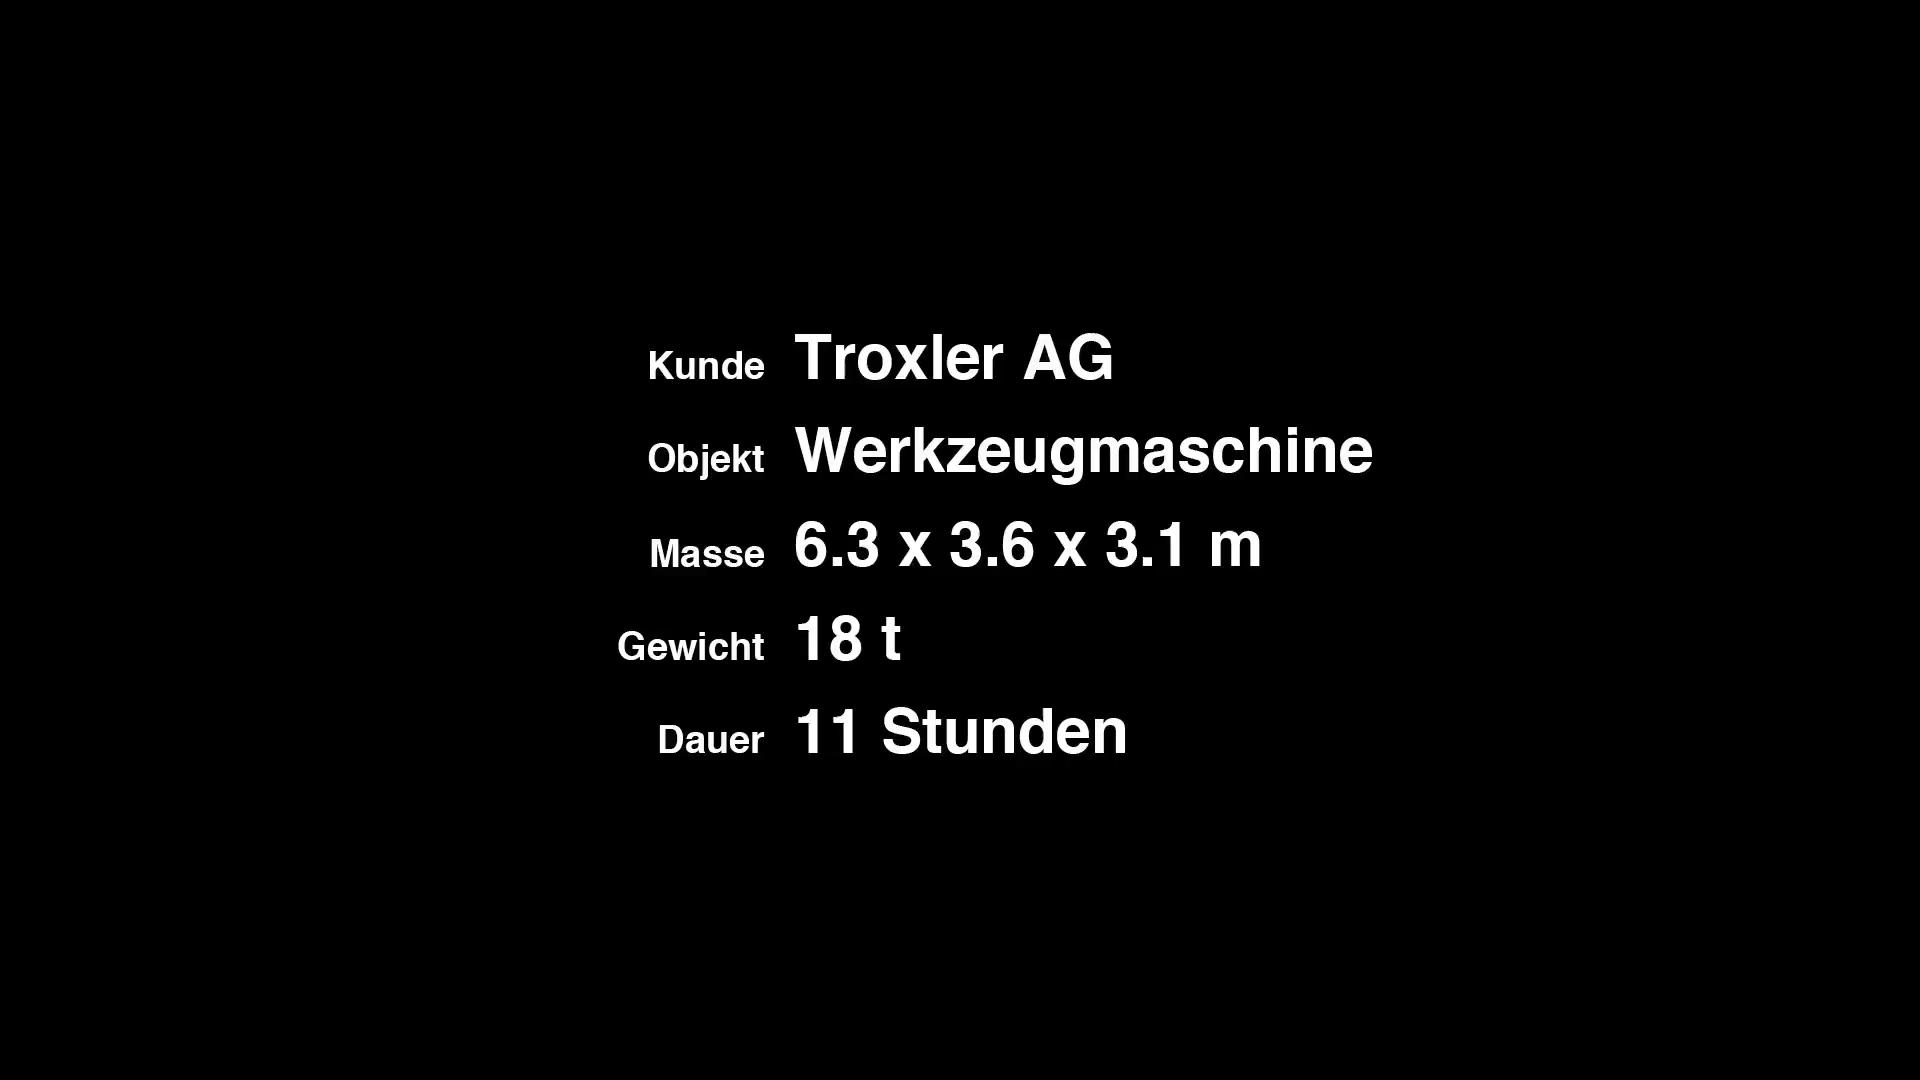 Kunde Troxler AG
Objekt Werkzeugmaschine
Masse 6.3 x 3.6 x 3.1 m
Gewicht 18 t
Dauer 11 Stunden